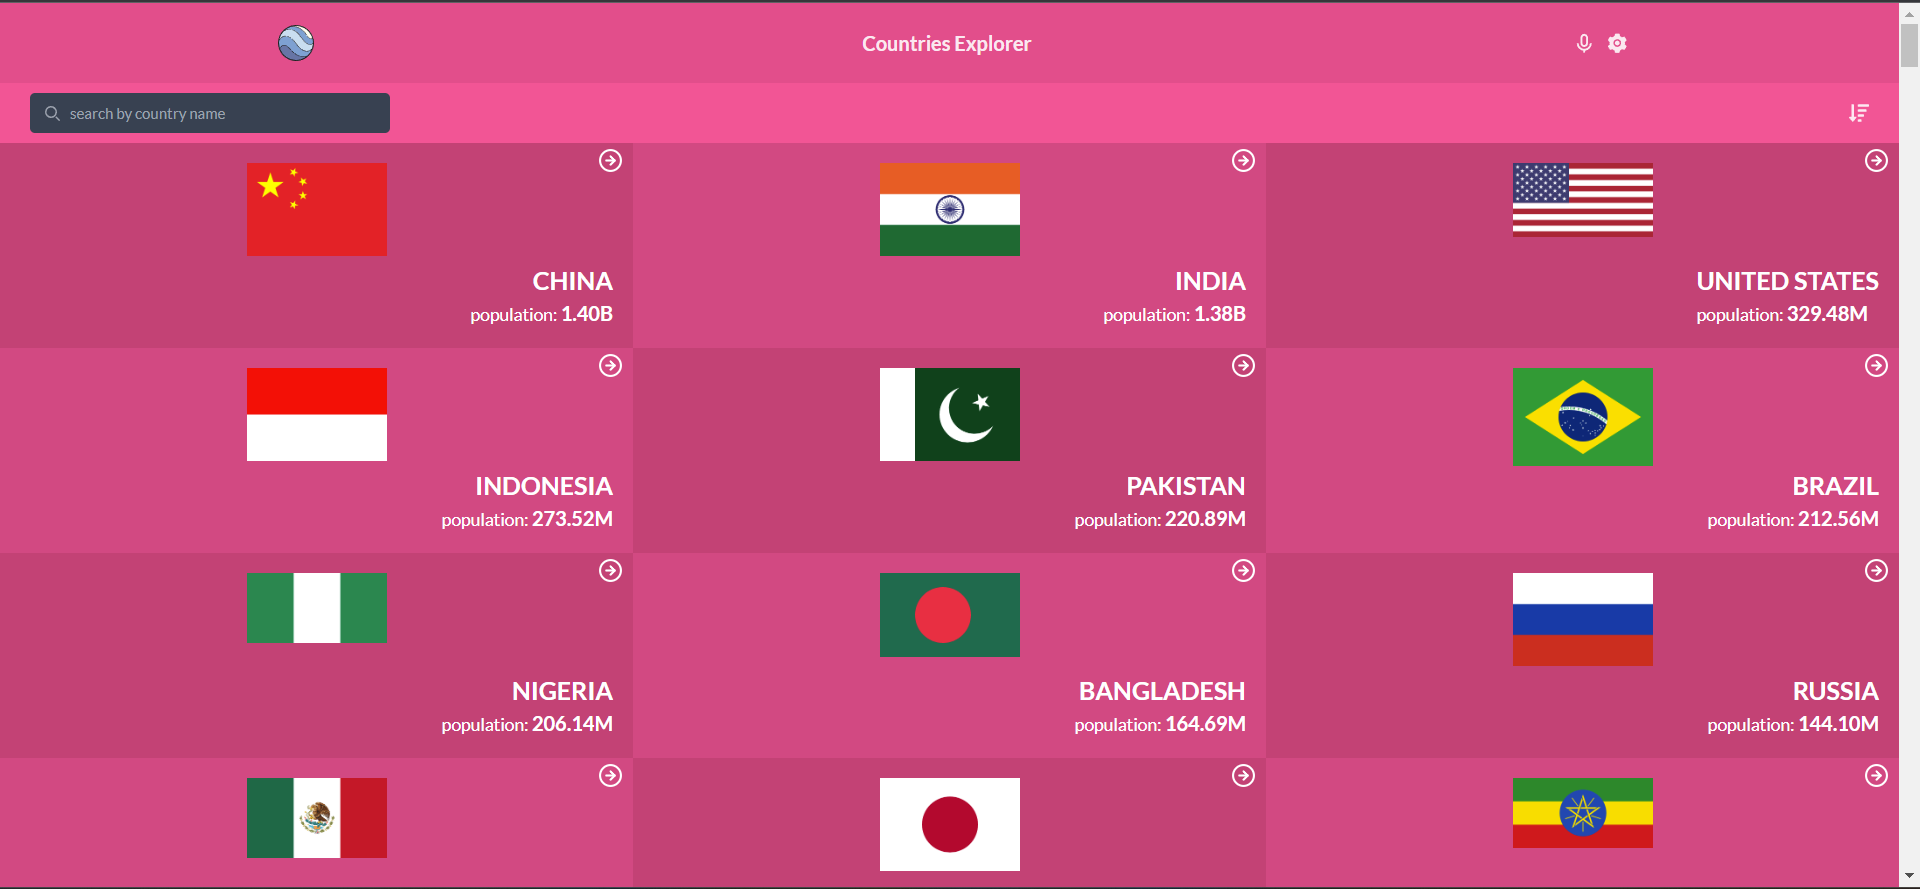 Countries Explorer
search by country name
CHINA
population: 1.40B
INDIA
population: 1.38B
UNITED STATES
population: 329.48M
INDONESIA
population: 273.52M
PAKISTAN
population: 220.89M
BRAZIL
population: 212.56M
NIGERIA
population: 206.14M
BANGLADESH
population: 164.69M
RUSSIA
population: 144.10M